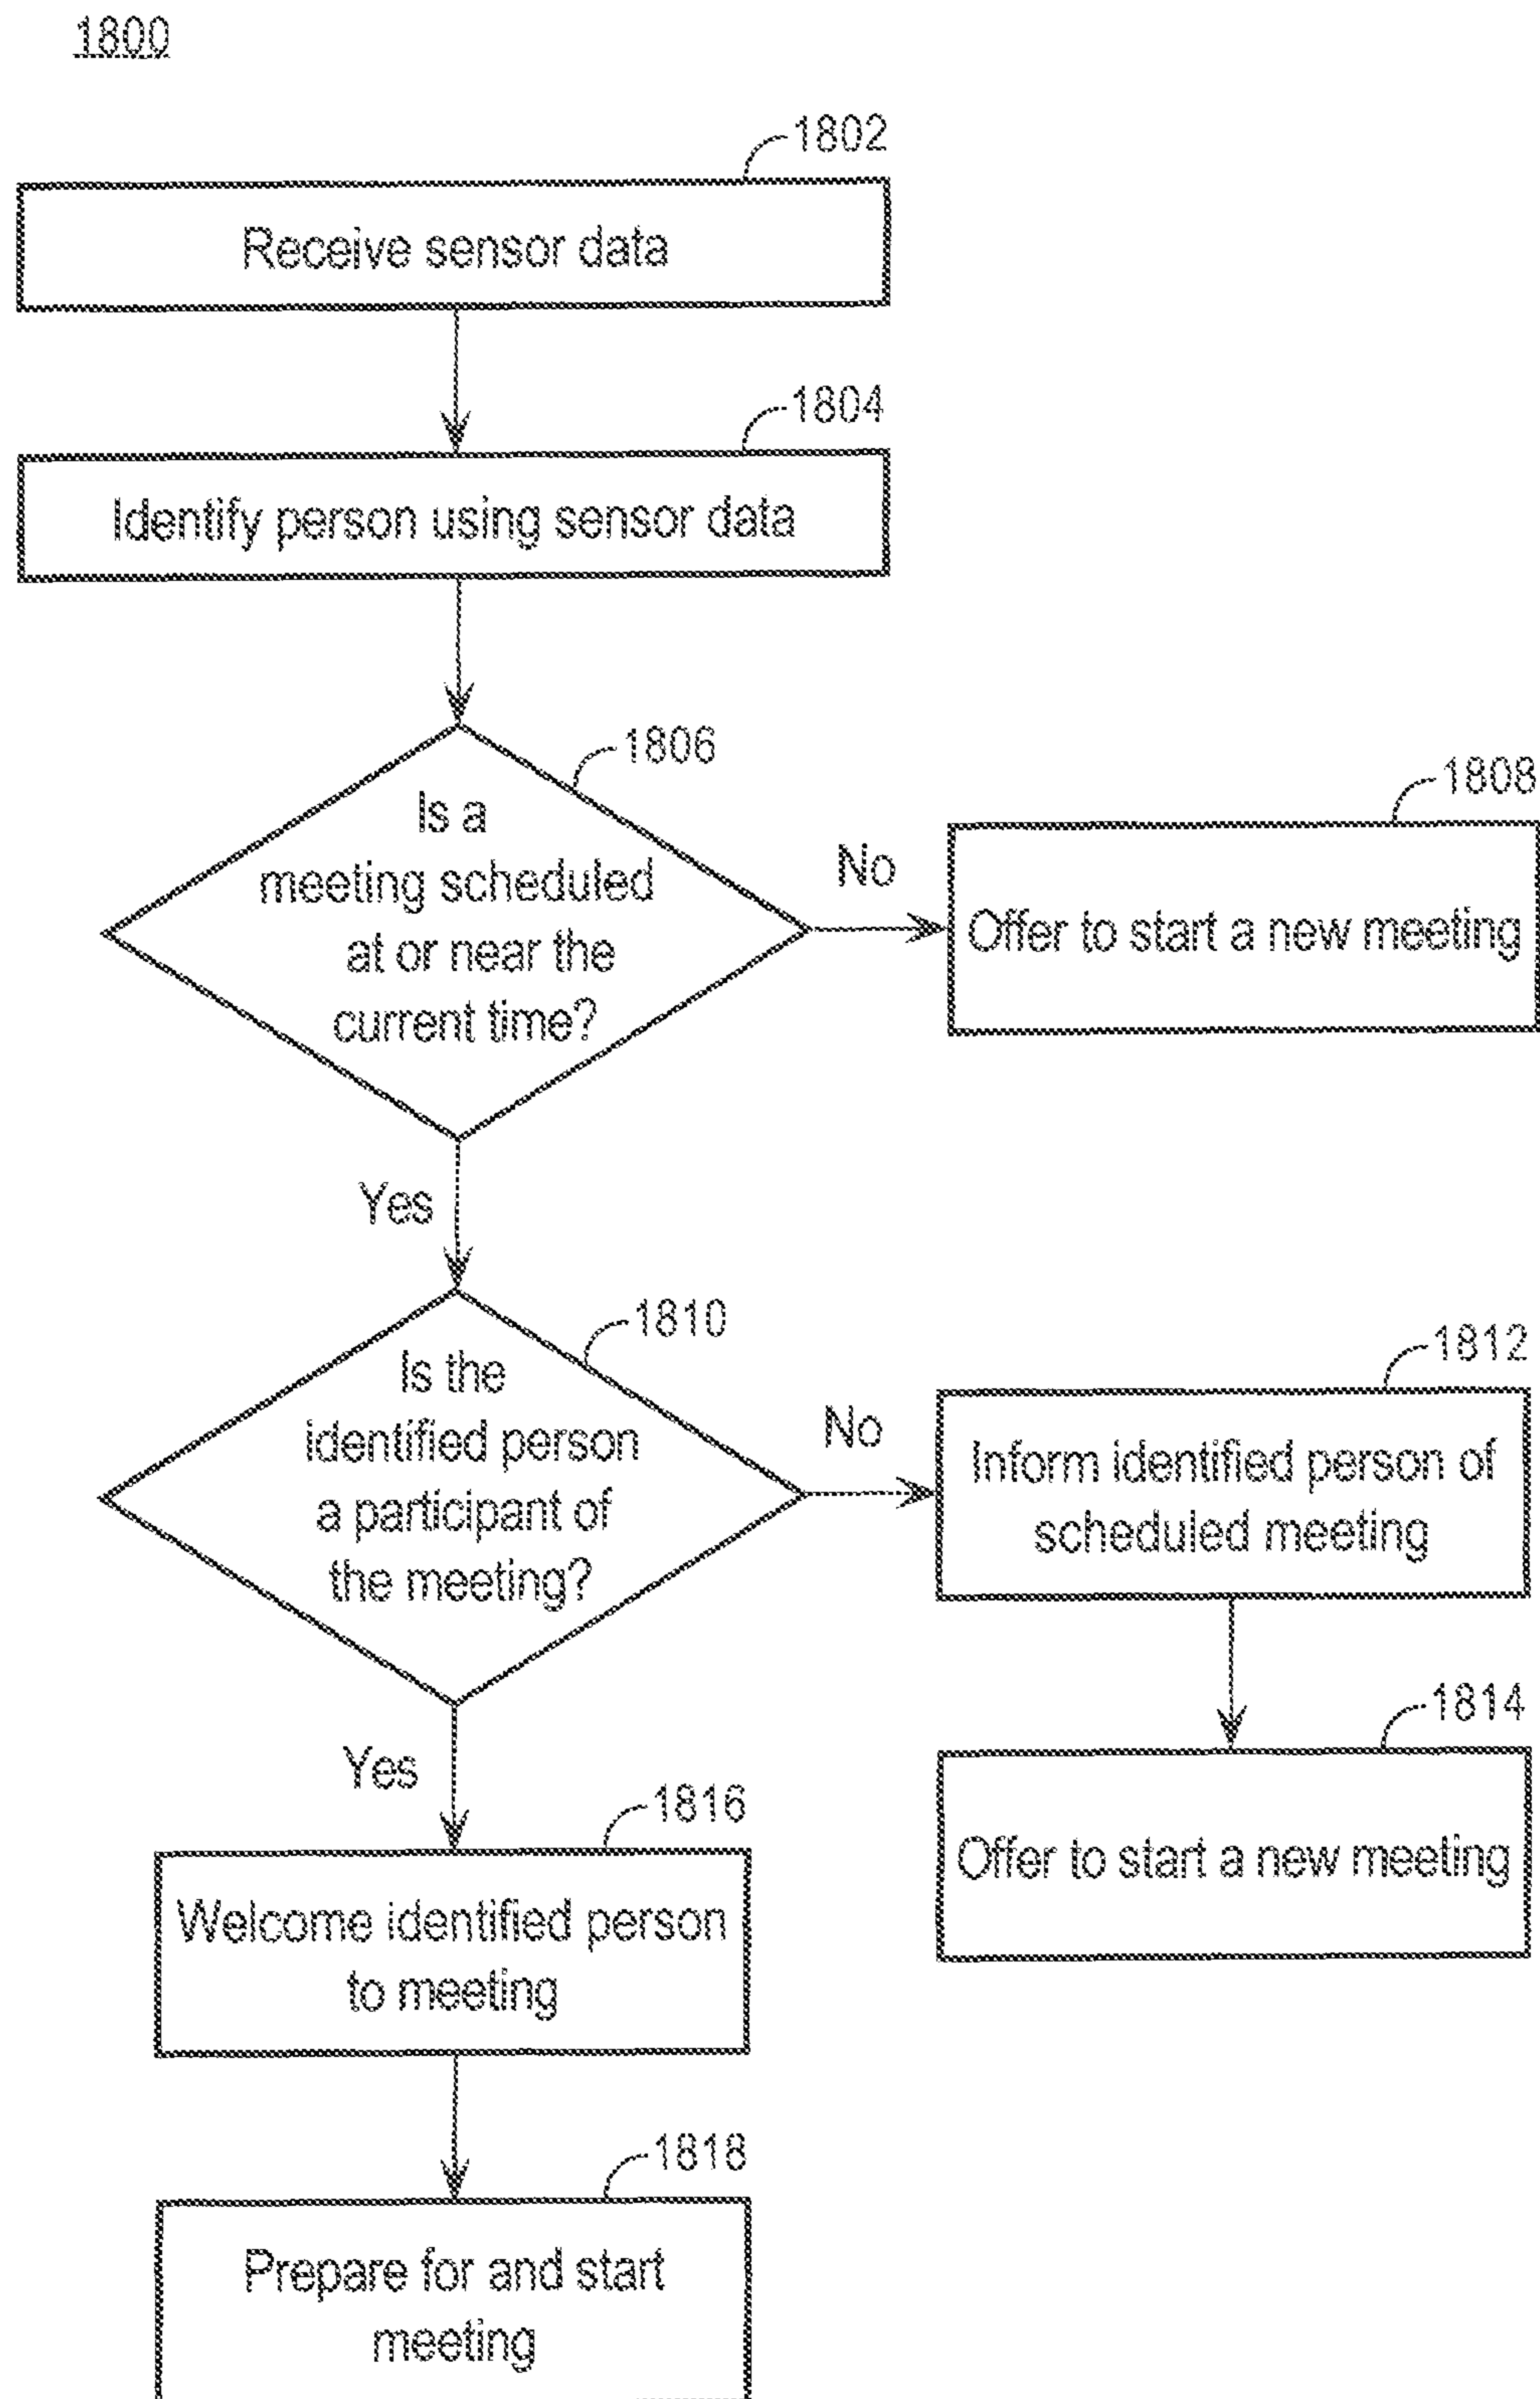 1800
1802
Receive sensor data
1804
Identify person using sensor data
1806
Is a
meeting scheduled
at or near the
current time?
No
1808
Offer to start a new meeting
Yes
1810
Is the
identified person
a participant of
the meeting?
No
1812
Inform identified person of
scheduled meeting
1814
Offer to start a new meeting
Yes
1816
Welcome identified person
to meeting
1818
Prepare for and start
meeting